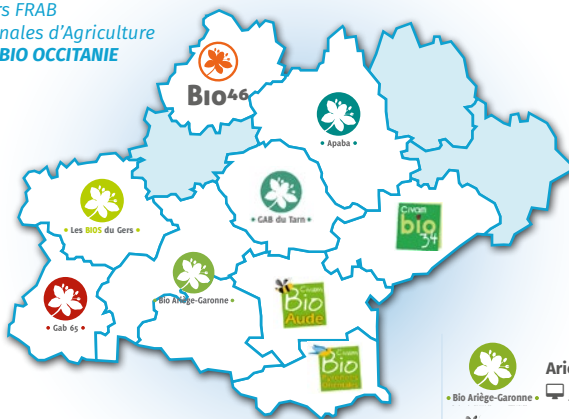 rs FRAB
nales d'Agriculture
BIO OCCITANIE
BIO46
• Apaba •
• Les BIOS du Gers •
• GAB du Tarn •
Civam
bio
34
Bio Ariège-Garonne •
• Gab 65 •
Civam
Bio
Aude
Civam
Bio
• Bio Ariège-Garonne •
Arie